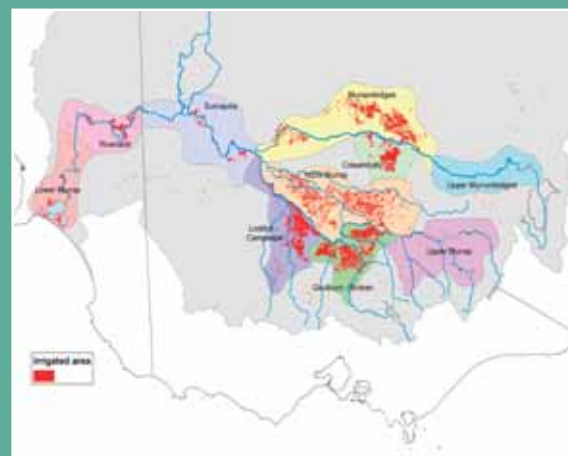 Murrumbidgee
Sunraysia
Riverland
Coleambally
NSW Murray
Upper Murrumbidgee
Lower Murray
Loddon -
Campaspe
Upper Murray
Goulburn - Broken
Irrigated area